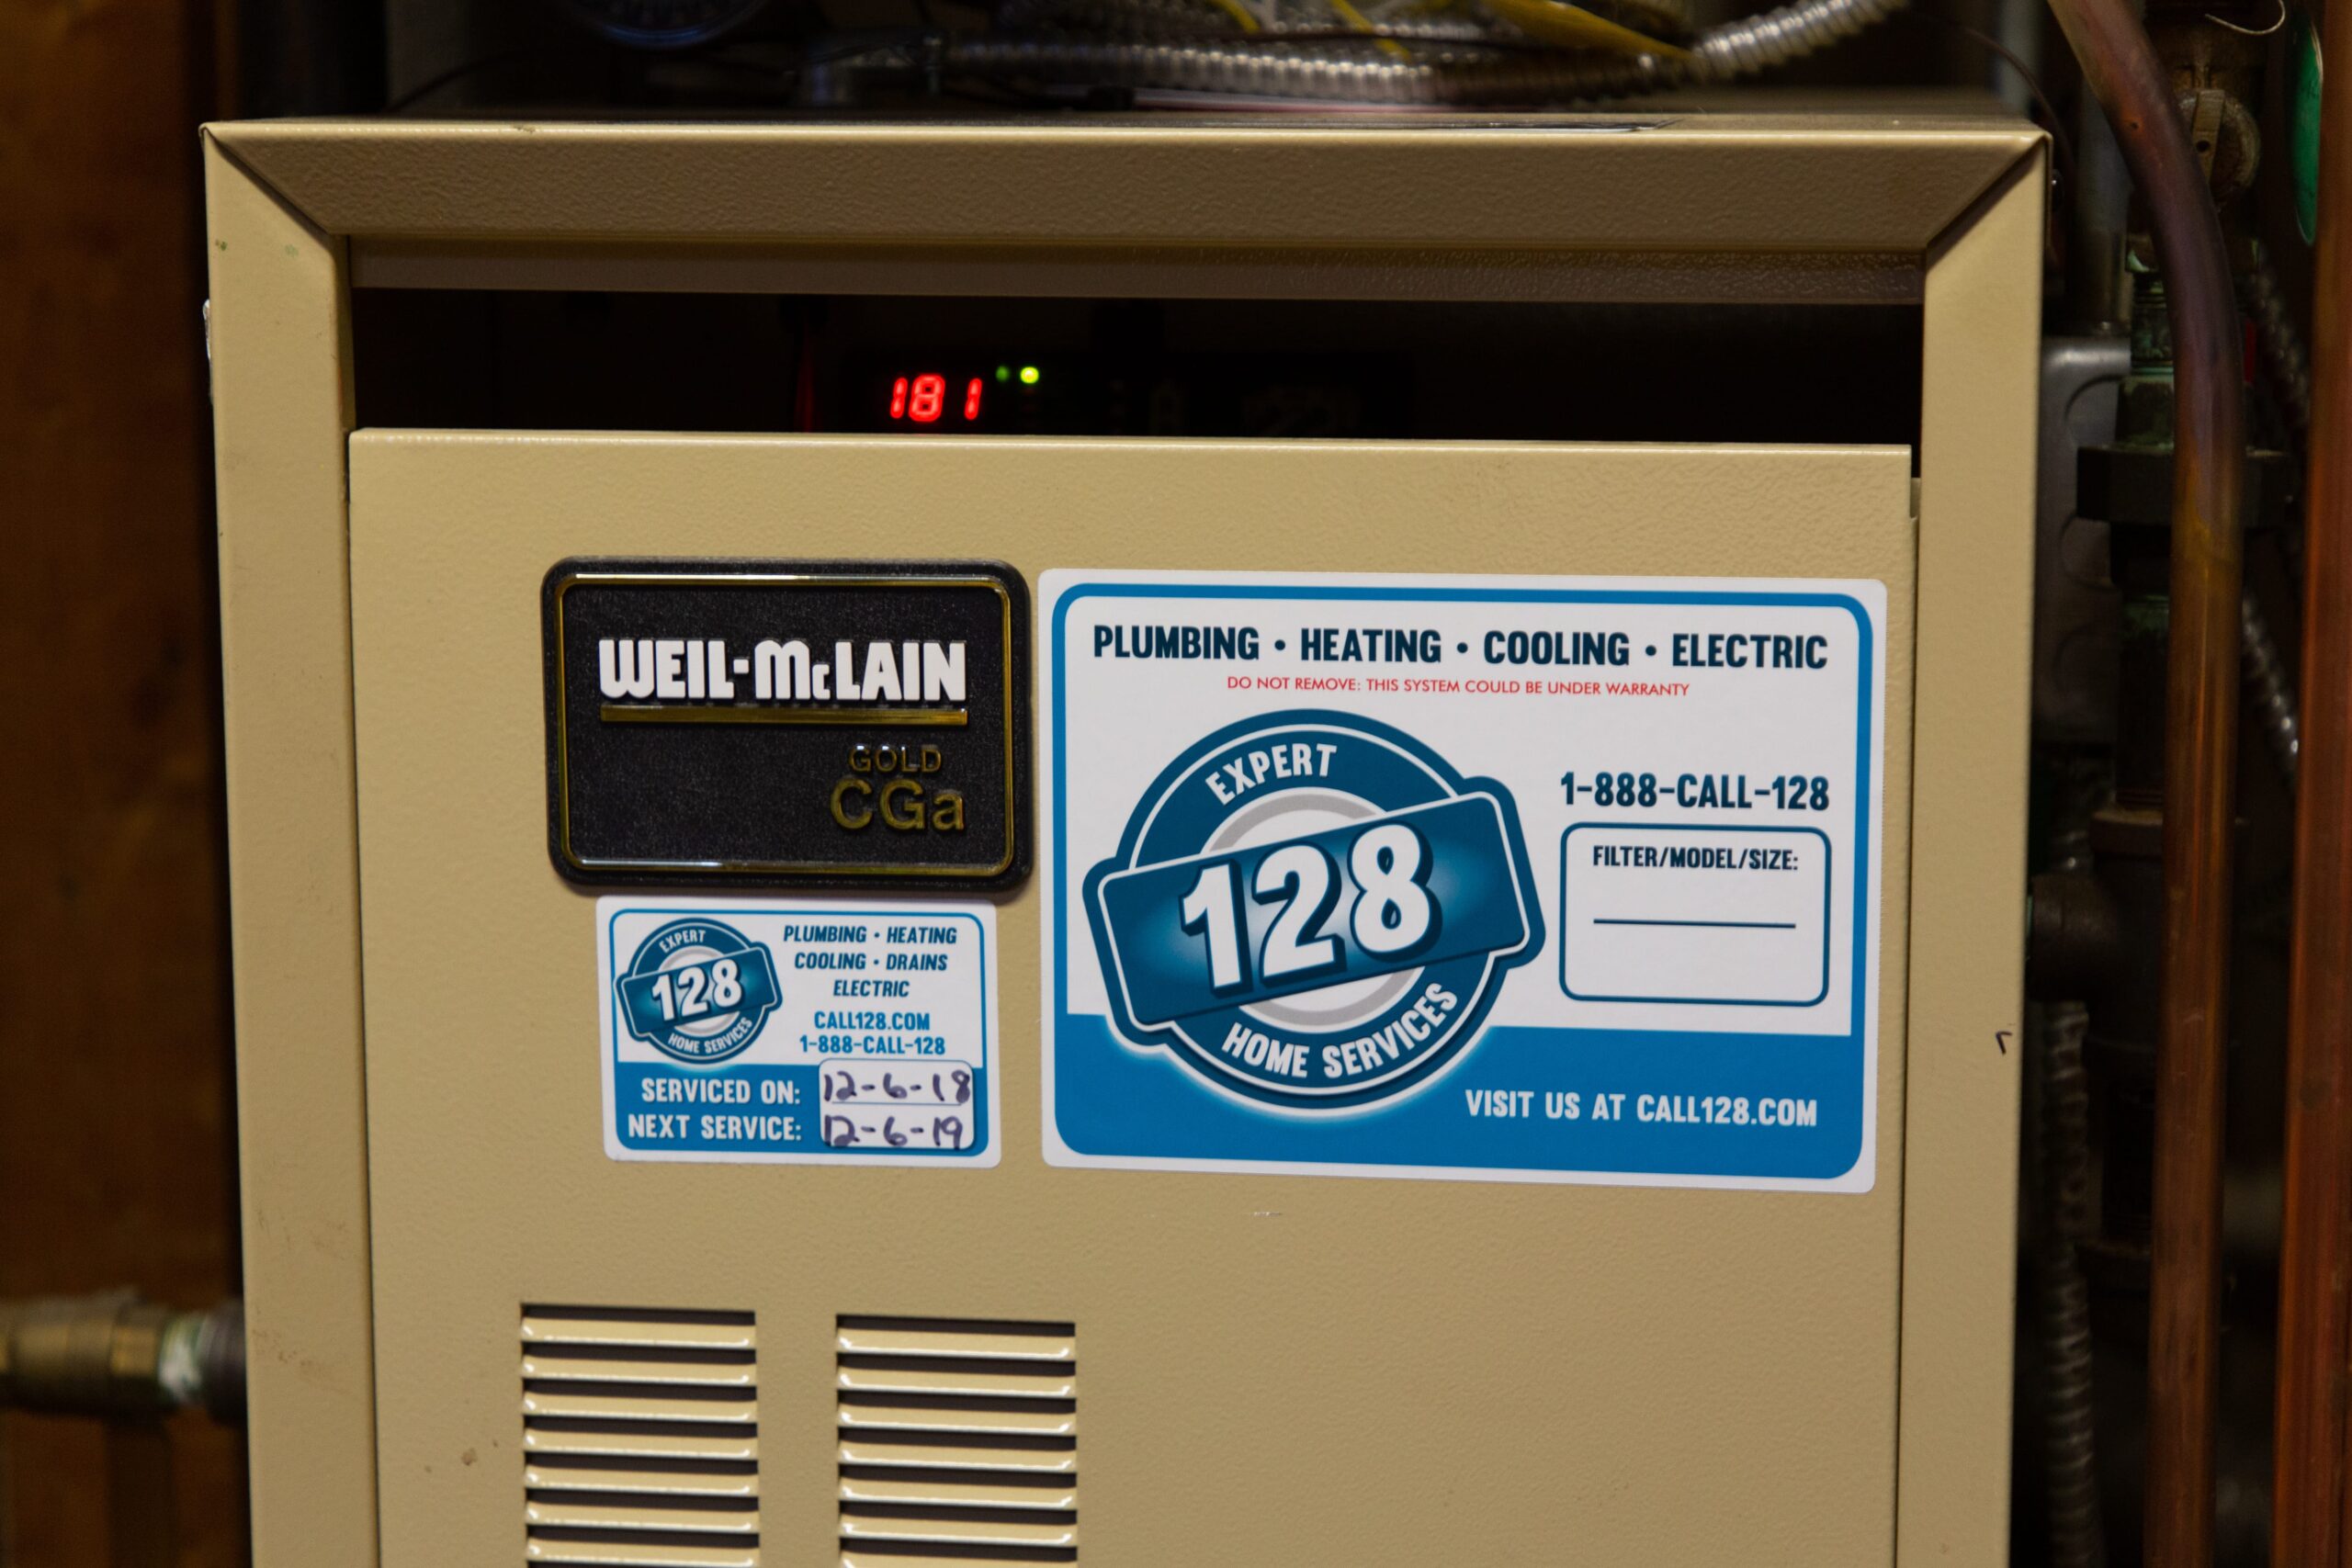 181
WEIL-McLAIN
GOLD
CGa
PLUMBING • HEATING • COOLING • ELECTRIC
DO NOT REMOVE: THIS SYSTEM COULD BE UNDER WARRANTY
EXPERT
128
HOME SERVICES
1-888-CALL-128
FILTER/MODEL/SIZE:
VISIT US AT CALL128.COM
EXPERT
128
HOME SERVICES
PLUMBING • HEATING
COOLING • DRAINS
ELECTRIC
CALL128.COM
1-888-CALL-128
SERVICED ON: 12-6-18
NEXT SERVICE: 12-6-19